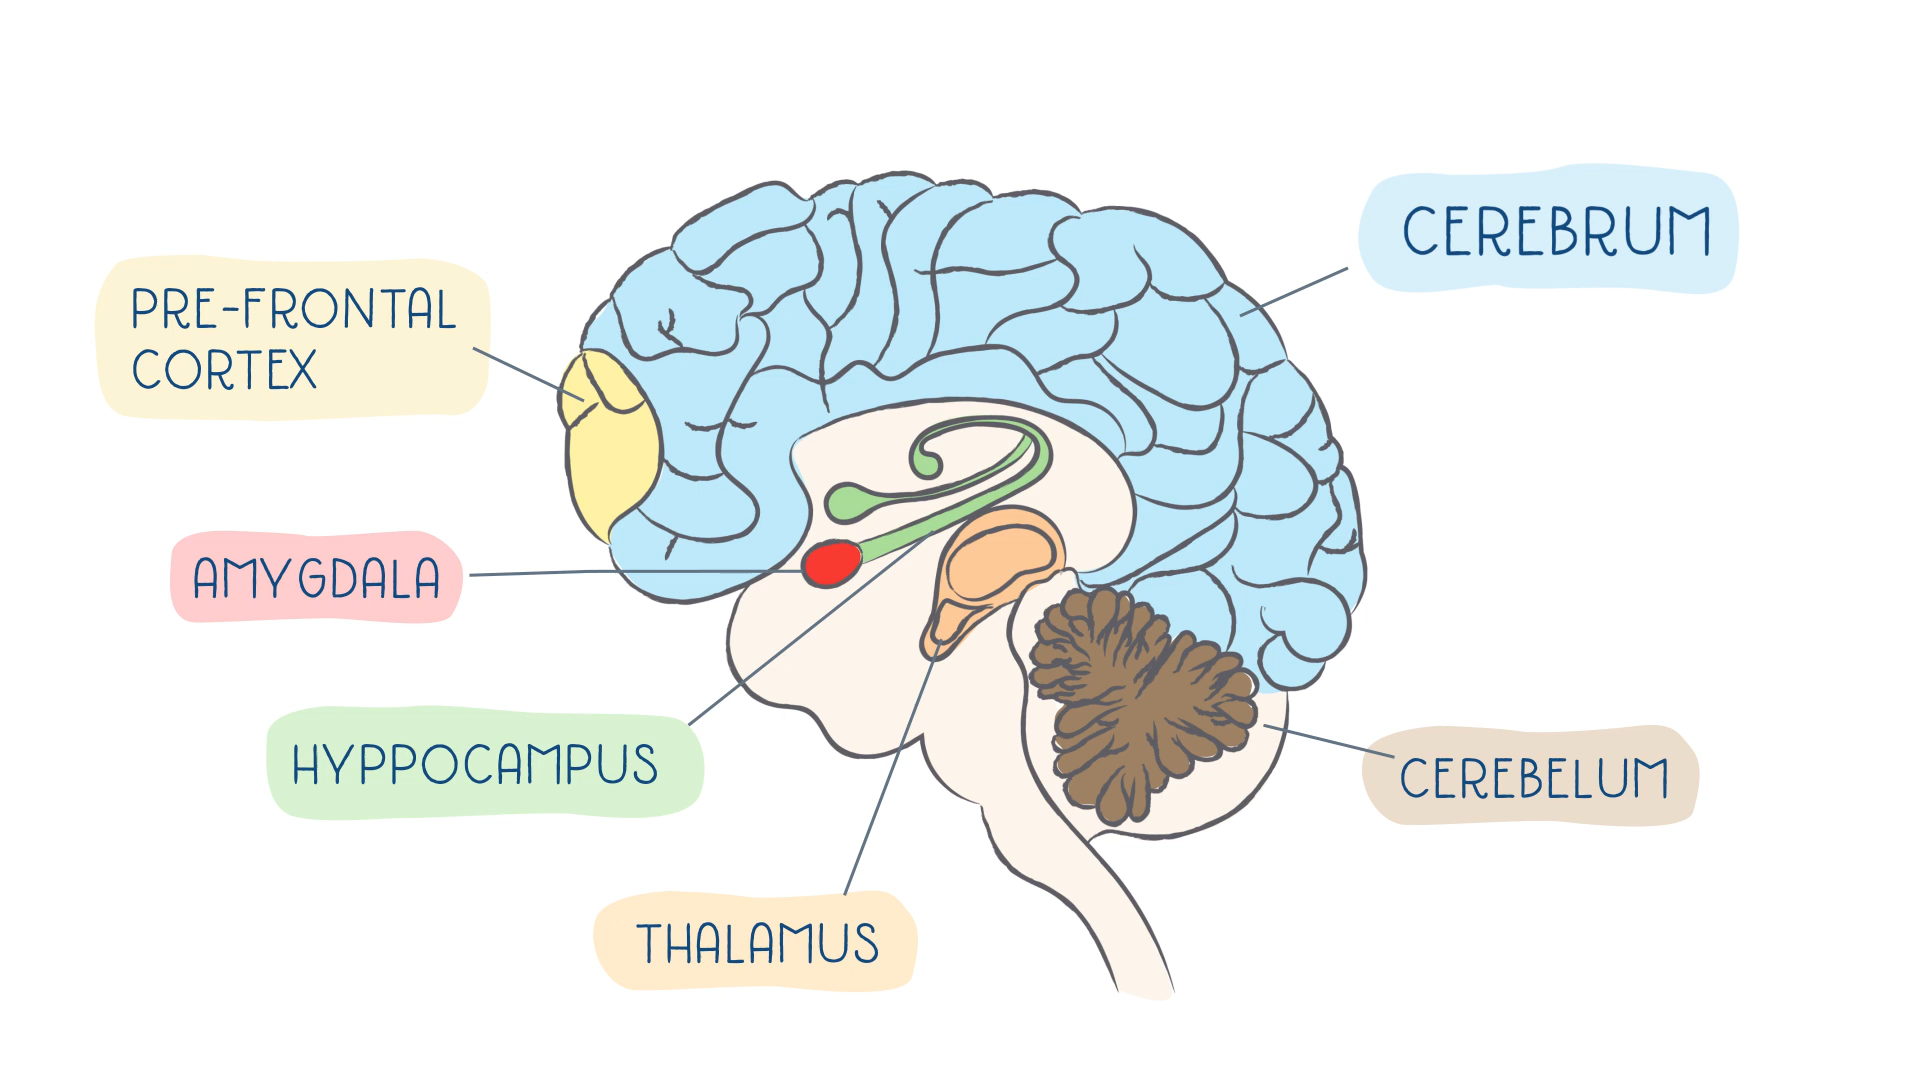 CEREBRUM
PRE-FRONTAL
CORTEX
AMYGDALA
HYPPOCAMPUS
CEREBELUM
THALAMUS